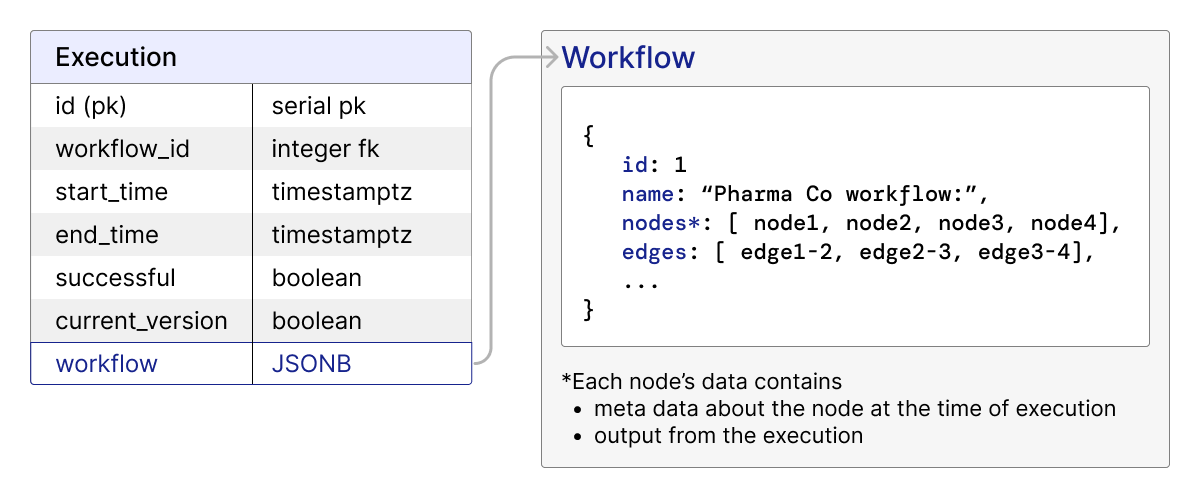 Execution
id (pk) serial pk
workflow_id integer fk
start_time timestamptz
end_time timestamptz
successful boolean
current_version boolean
workflow JSONB
Workflow
{
id: 1
name: “Pharma Co workflow:”,
nodes*: [ node1, node2, node3, node4],
edges: [ edge1-2, edge2-3, edge3-4],
...
}
*Each node’s data contains
• meta data about the node at the time of execution
• output from the execution